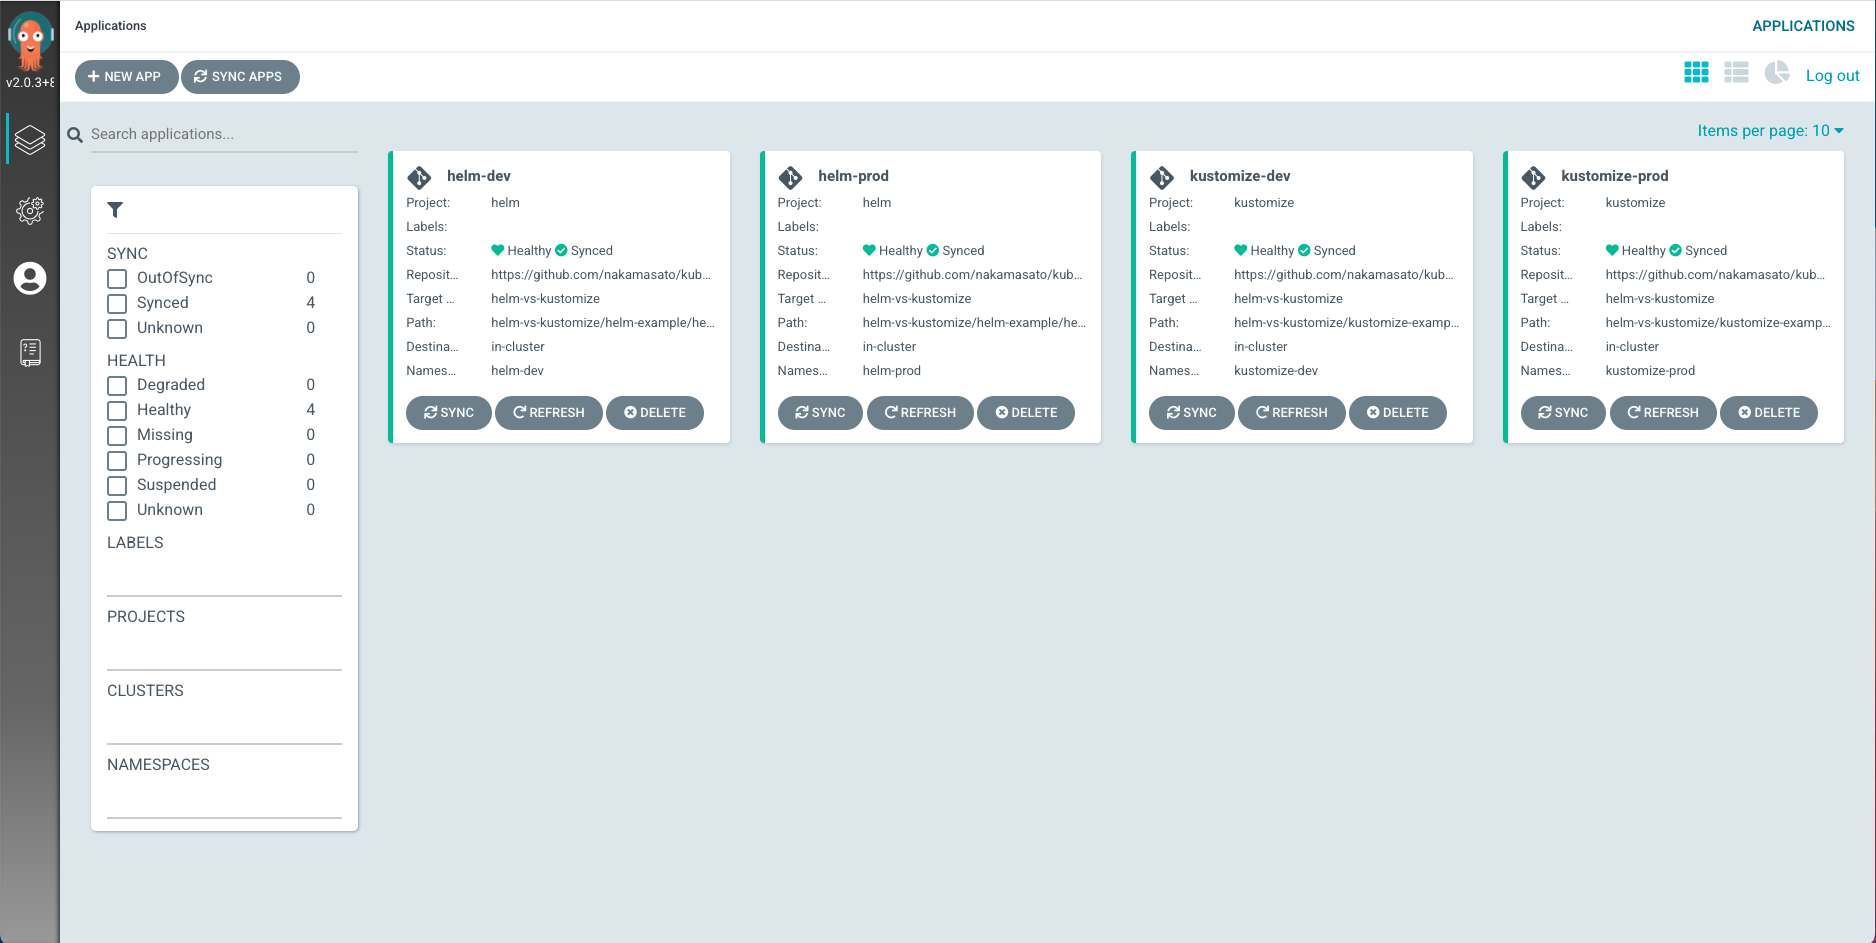 Applications
APPLICATIONS
v2.0.3+8
NEW APP
SYNC APPS
Log out
Search applications...
Items per page: 10
SYNC
OutOfSync 0
Synced 4
Unknown 0
HEALTH
Degraded 0
Healthy 4
Missing 0
Progressing 0
Suspended 0
Unknown 0
LABELS
PROJECTS
CLUSTERS
NAMESPACES
helm-dev
Project: helm
Labels:
Status: Healthy Synced
Reposit... https://github.com/nakamasato/kub...
Target ... helm-vs-kustomize
Path: helm-vs-kustomize/helm-example/he...
Destina... in-cluster
Names... helm-dev
SYNC REFRESH DELETE
helm-prod
Project: helm
Labels:
Status: Healthy Synced
Reposit... https://github.com/nakamasato/kub...
Target ... helm-vs-kustomize
Path: helm-vs-kustomize/helm-example/he...
Destina... in-cluster
Names... helm-prod
SYNC REFRESH DELETE
kustomize-dev
Project: kustomize
Labels:
Status: Healthy Synced
Reposit... https://github.com/nakamasato/kub...
Target ... helm-vs-kustomize
Path: helm-vs-kustomize/kustomize-examp...
Destina... in-cluster
Names... kustomize-dev
SYNC REFRESH DELETE
kustomize-prod
Project: kustomize
Labels:
Status: Healthy Synced
Reposit... https://github.com/nakamasato/kub...
Target ... helm-vs-kustomize
Path: helm-vs-kustomize/kustomize-examp...
Destina... in-cluster
Names... kustomize-prod
SYNC REFRESH DELETE